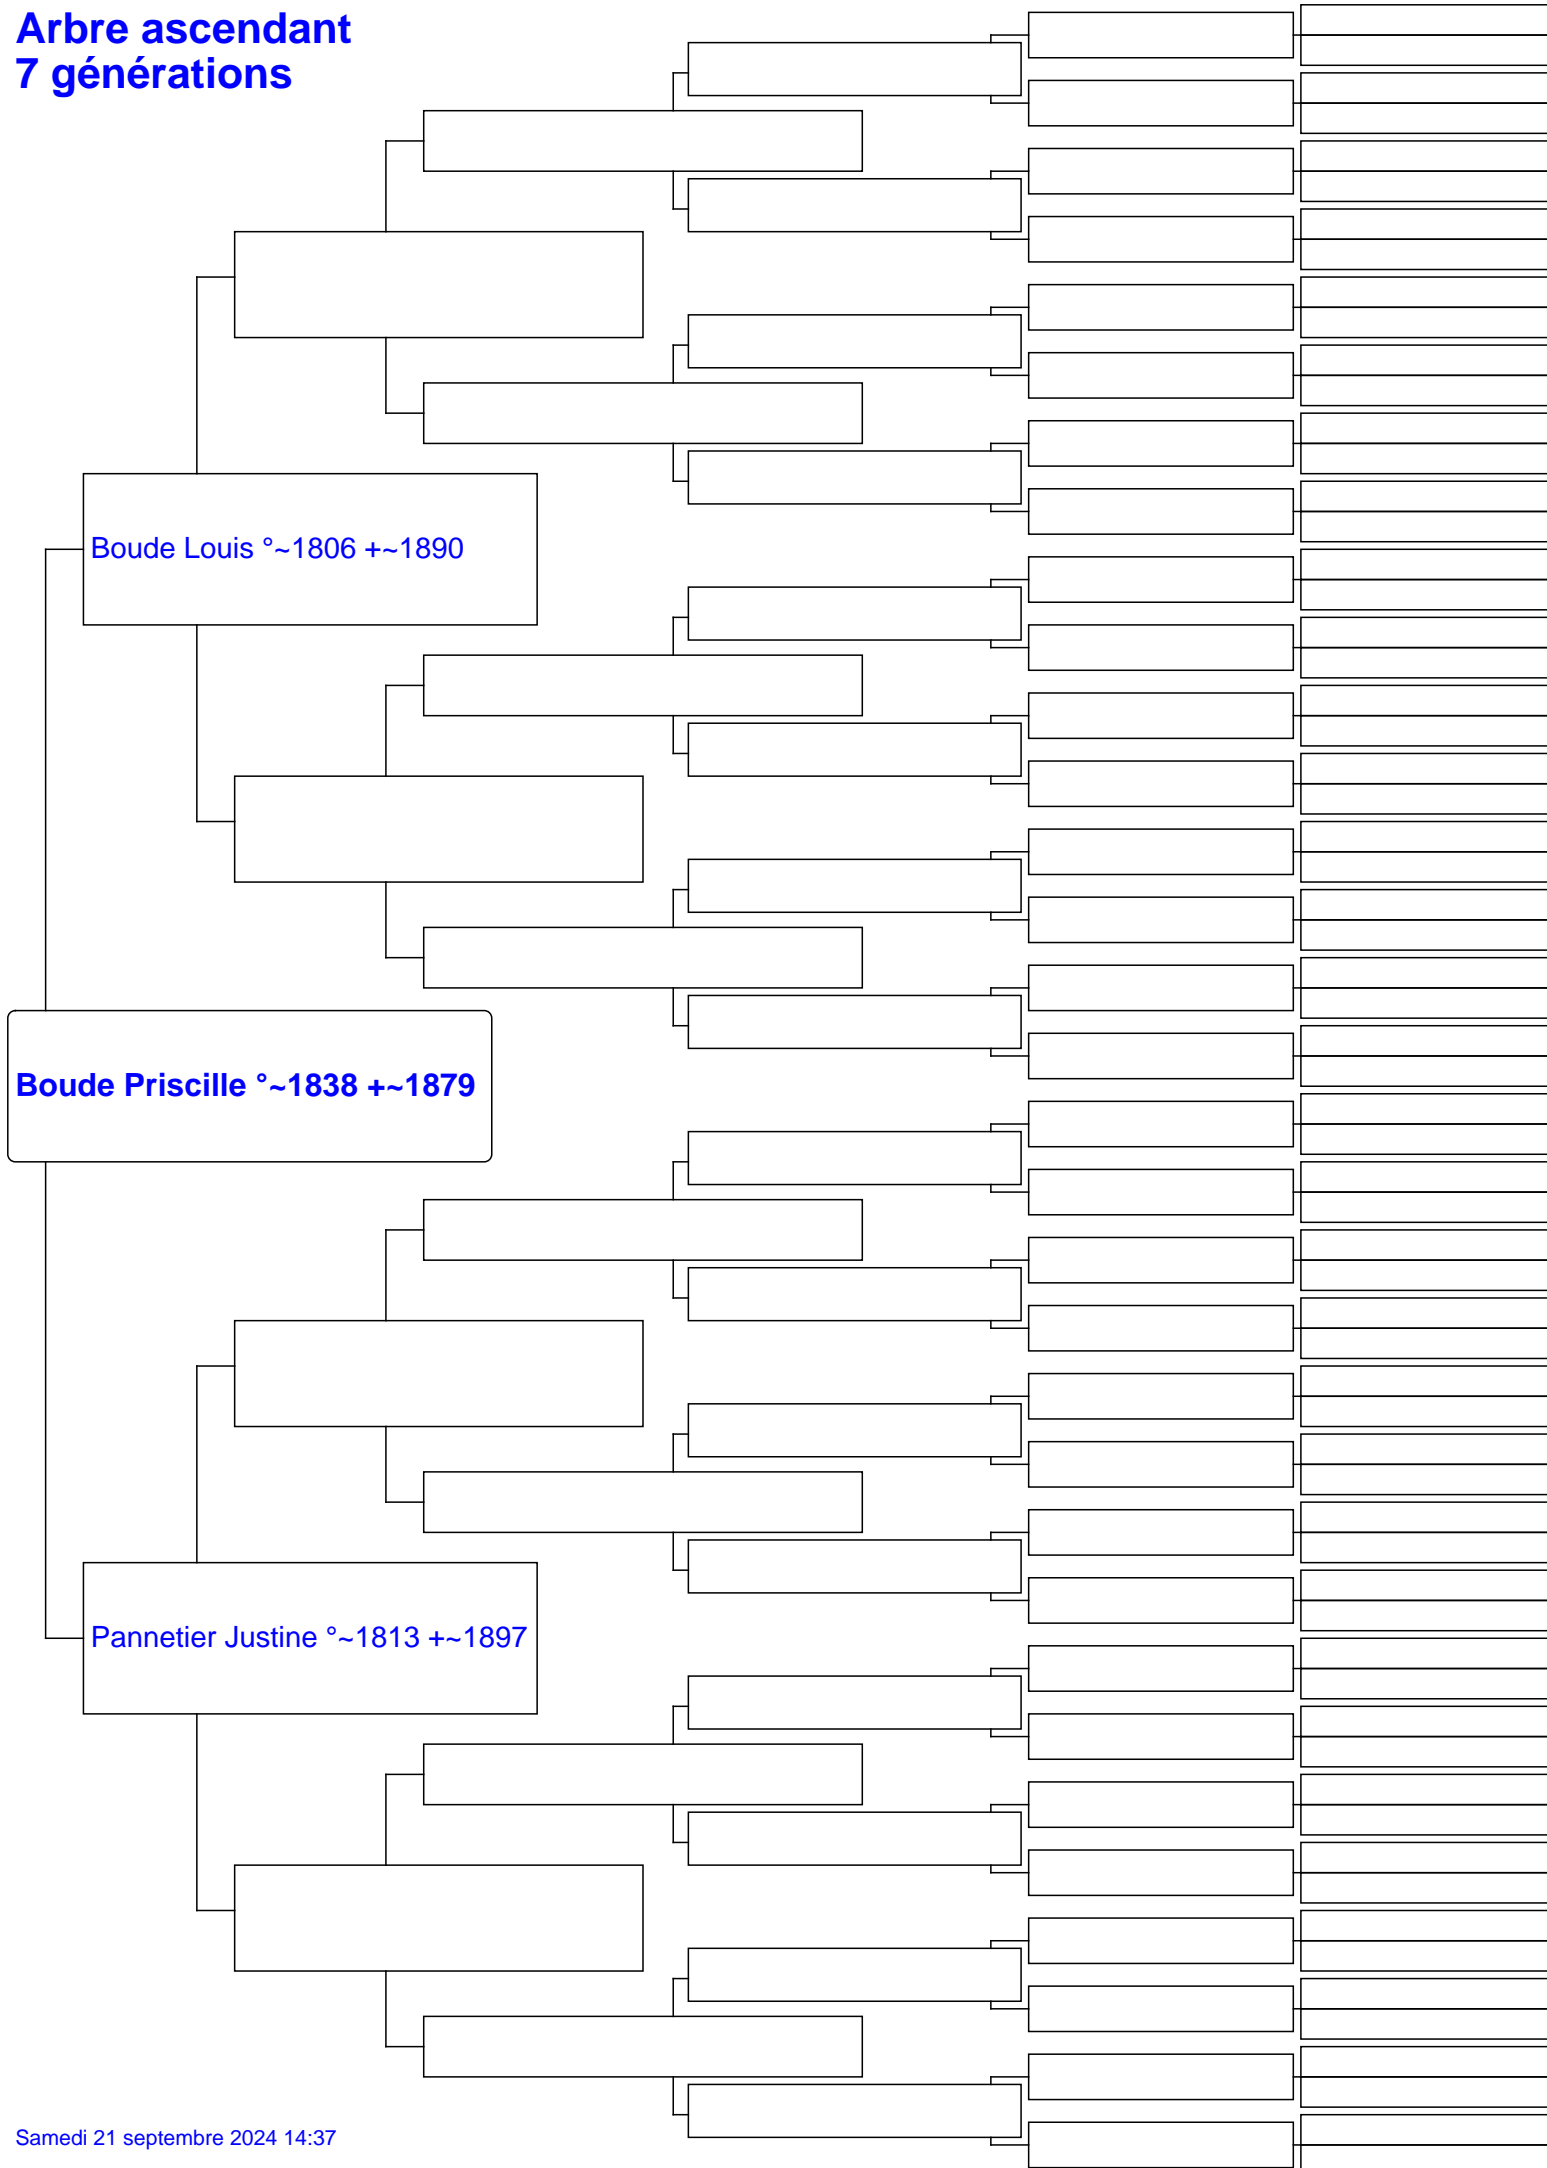 Arbre ascendant
7 générations
Boude Louis °~1806 +~1890
Boude Priscille °~1838 +~1879
Pannetier Justine °~1813 +~1897
Samedi 21 septembre 2024 14:37